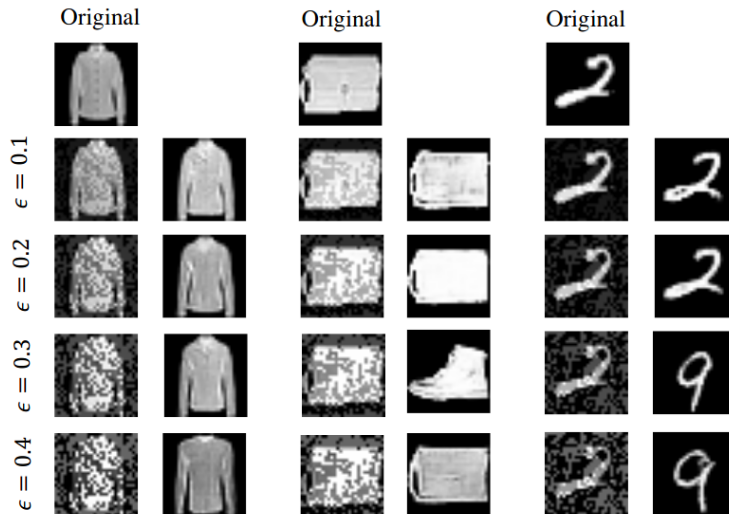 Original Original Original
ϵ = 0.1
ϵ = 0.2
ϵ = 0.3
ϵ = 0.4